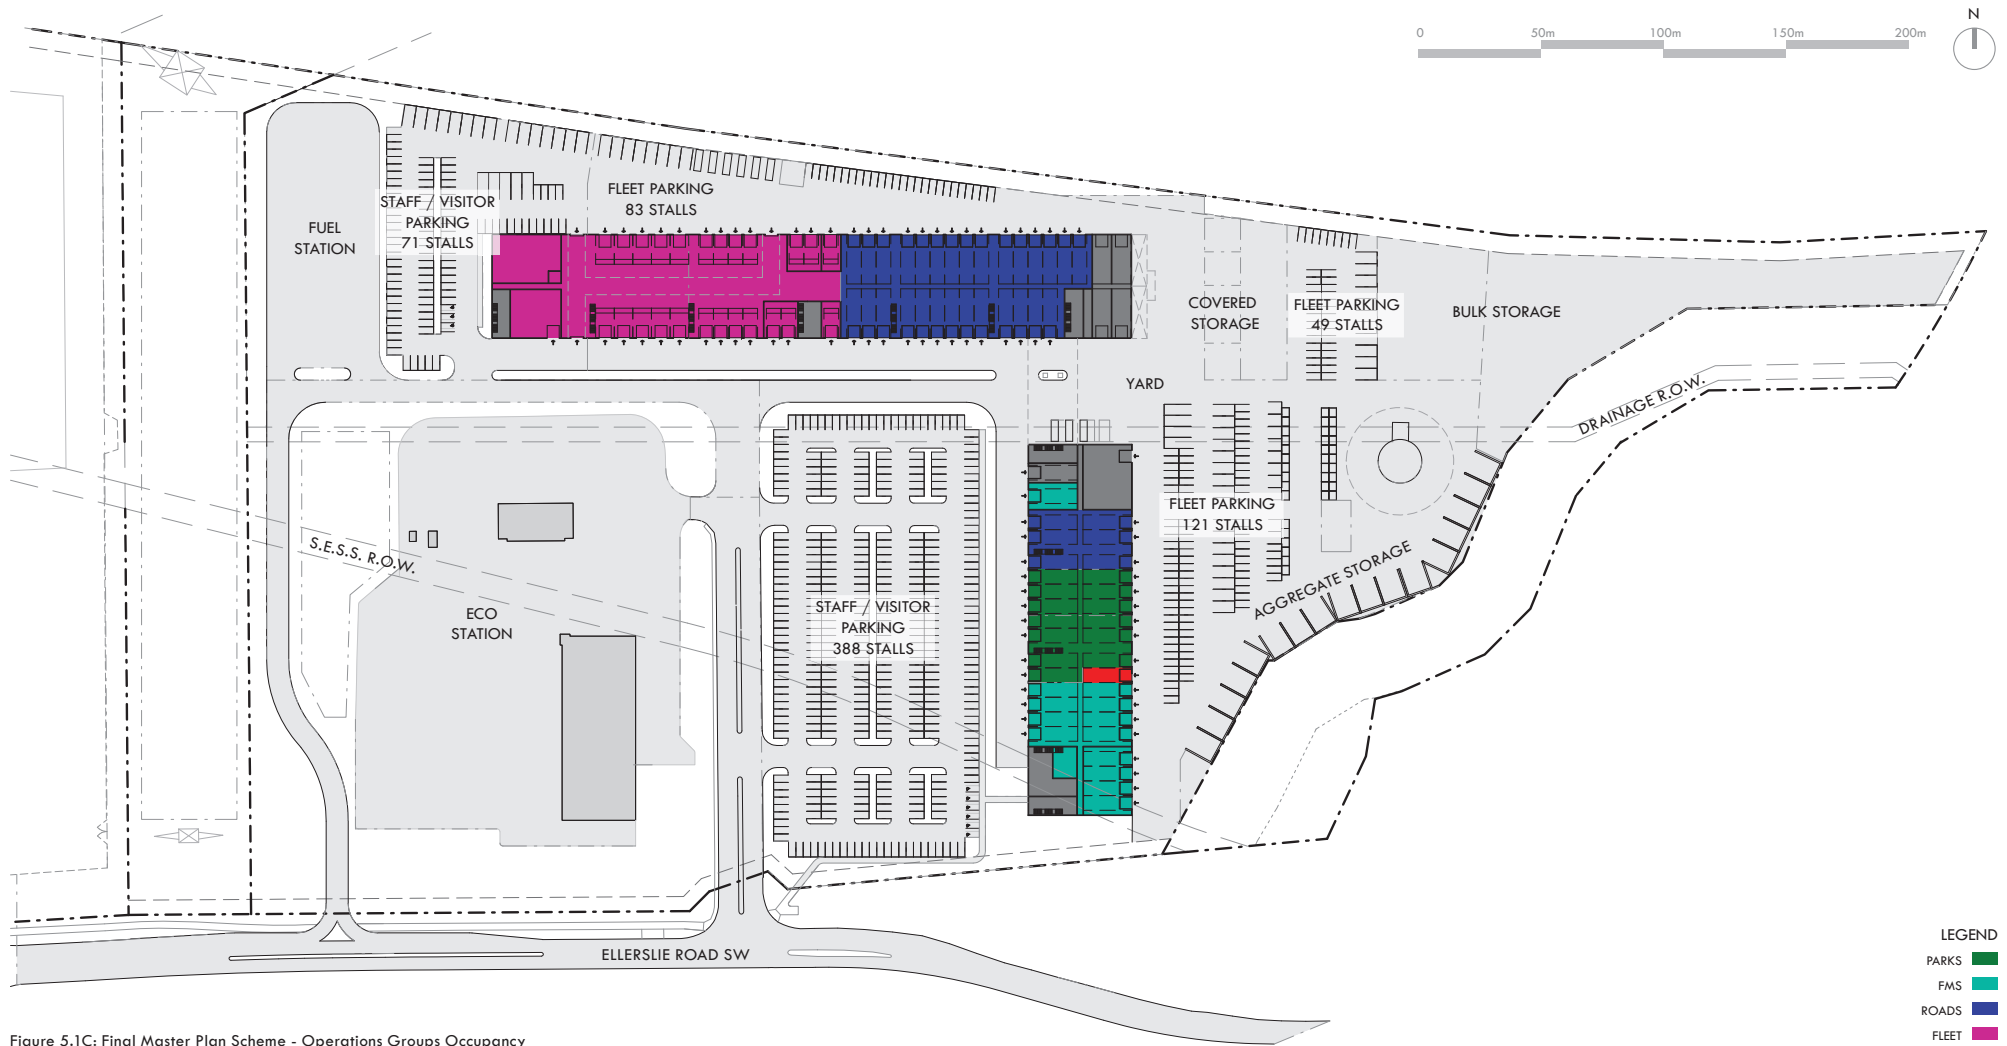 N
0 50m 100m 150m 200m
FLEET PARKING
83 STALLS
STAFF / VISITOR
PARKING
71 STALLS
FUEL
STATION
COVERED
STORAGE
FLEET PARKING
49 STALLS
BULK STORAGE
YARD
DRAINAGE R.O.W.
FLEET PARKING
121 STALLS
S.E.S.S. R.O.W.
AGGREGATE STORAGE
ECO
STATION
STAFF / VISITOR
PARKING
388 STALLS
ELLERSLIE ROAD SW
LEGEND
PARKS
FMS
ROADS
FLEET
Figure 5.1C: Final Master Plan Scheme - Operations Groups Occupancy